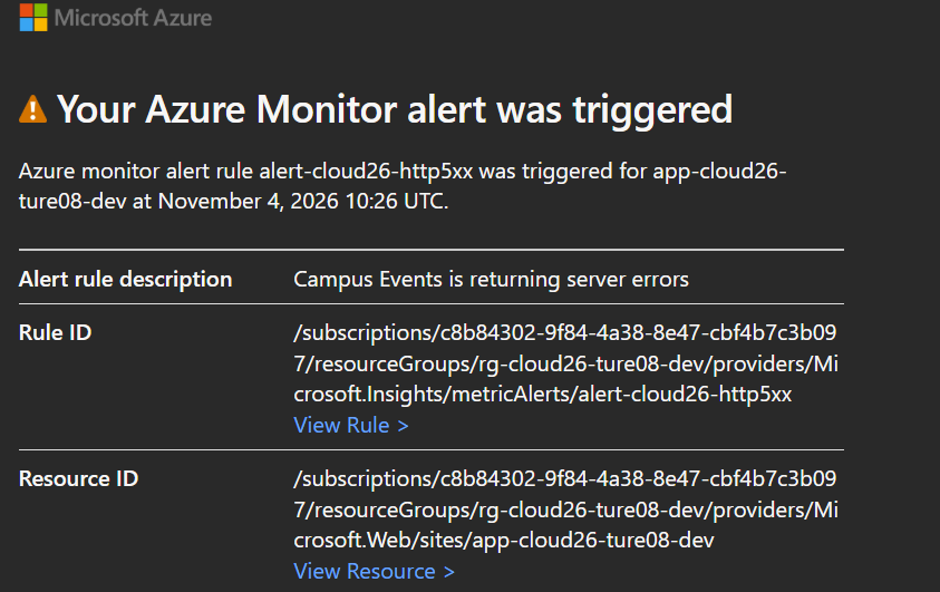 Microsoft Azure
Your Azure Monitor alert was triggered
Azure monitor alert rule alert-cloud26-http5xx was triggered for app-cloud26-
ture08-dev at November 4, 2026 10:26 UTC.
Alert rule description Campus Events is returning server errors
Rule ID /subscriptions/c8b84302-9f84-4a38-8e47-cbf4b7c3b09
7/resourceGroups/rg-cloud26-ture08-dev/providers/Mi
crosoft.Insights/metricAlerts/alert-cloud26-http5xx
View Rule >
Resource ID /subscriptions/c8b84302-9f84-4a38-8e47-cbf4b7c3b09
7/resourceGroups/rg-cloud26-ture08-dev/providers/Mi
crosoft.Web/sites/app-cloud26-ture08-dev
View Resource >